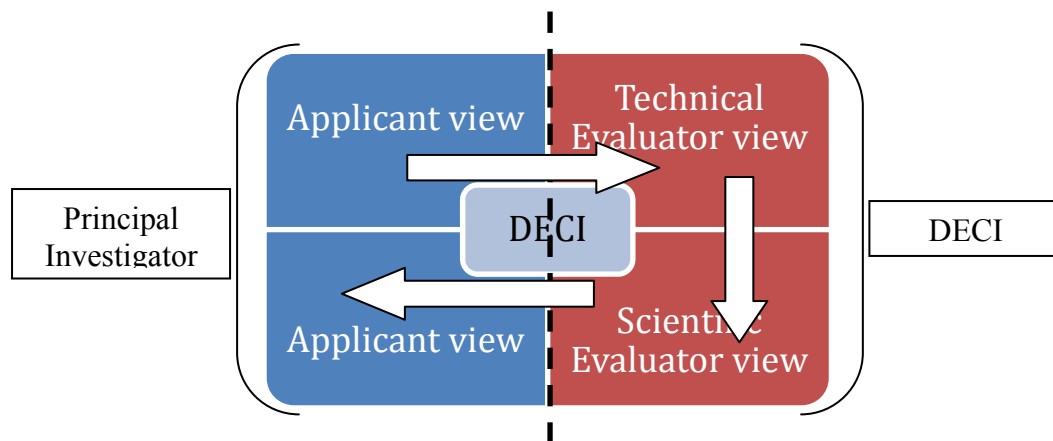 Applicant view
Technical
Evaluator view
Principal
Investigator
DECI
DECI
Applicant view
Scientific
Evaluator view